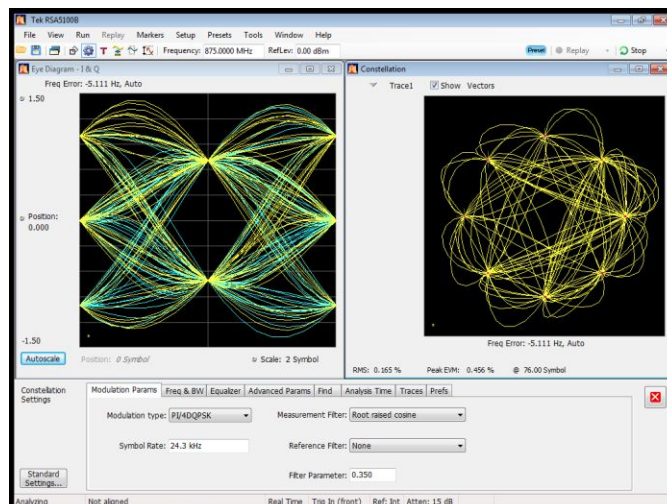 Tek RSA5100B
File View Run Replay Markers Setup Presets Tools Window Help
T Frequency: 875.0000 MHz RefLev: 0.00 dBm Preset Replay Stop
Eye Diagram - I & Q
Freq Error: -5.111 Hz, Auto
1.50
Position:
0.000
-1.50
Autoscale
Position: 0 Symbol
Scale: 2 Symbol
Constellation
Trace1 Show Vectors
Freq Error: -5.111 Hz, Auto
RMS: 0.165 % Peak EVM: 0.456 % @ 76.00 Symbol
Constellation
Settings
Modulation Params Freq & BW Equalizer Advanced Params Find Analysis Time Traces Prefs
Modulation type: PI/4DQPSK Measurement Filter: Root raised cosine
Symbol Rate: 24.3 kHz Reference Filter: None
Filter Parameter: 0.350
Standard
Settings...
Analyzing Not aligned Real Time Trig In (front) Ref: Int Atten: 15 dB